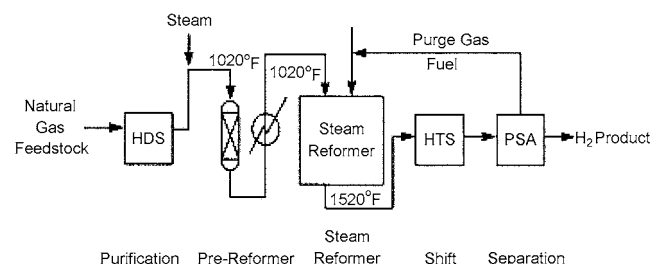 Steam
1020°F
1020°F
Purge Gas
Fuel
Natural
Gas
Feedstock
HDS
Steam
Reformer
HTS
PSA
H₂ Product
1520°F
Purification
Pre-Reformer
Steam
Reformer
Shift
Separation